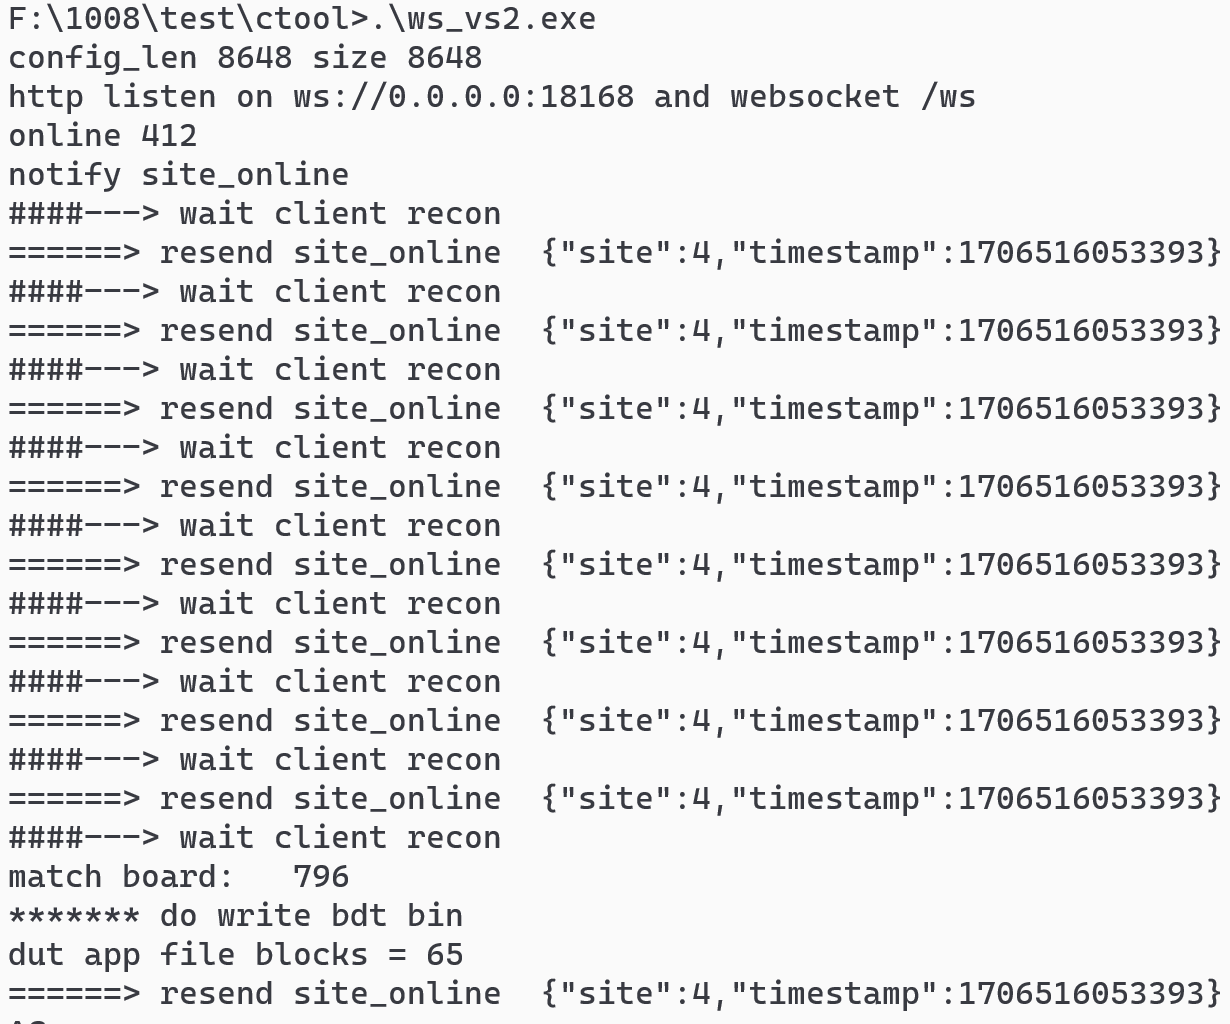 F:\1008\test\ctool>.\ws_vs2.exe
config_len 8648 size 8648
http listen on ws://0.0.0.0:18168 and websocket /ws
online 412
notify site_online
####---> wait client recon
======> resend site_online  {"site":4,"timestamp":1706516053393}
####---> wait client recon
======> resend site_online  {"site":4,"timestamp":1706516053393}
####---> wait client recon
======> resend site_online  {"site":4,"timestamp":1706516053393}
####---> wait client recon
======> resend site_online  {"site":4,"timestamp":1706516053393}
####---> wait client recon
======> resend site_online  {"site":4,"timestamp":1706516053393}
####---> wait client recon
======> resend site_online  {"site":4,"timestamp":1706516053393}
####---> wait client recon
======> resend site_online  {"site":4,"timestamp":1706516053393}
####---> wait client recon
======> resend site_online  {"site":4,"timestamp":1706516053393}
####---> wait client recon
match board:   796
******* do write bdt bin
dut app file blocks = 65
======> resend site_online  {"site":4,"timestamp":1706516053393}